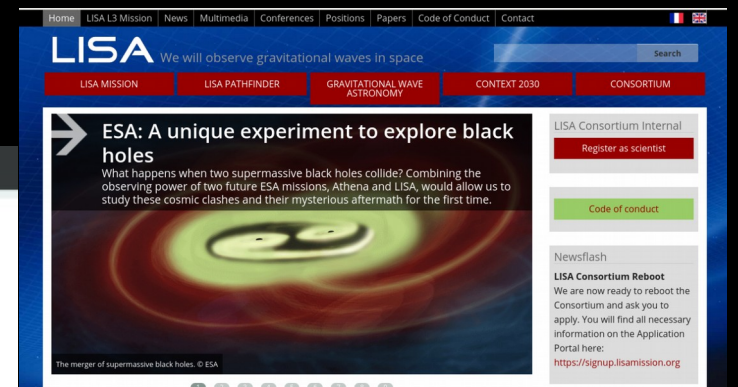 Home LISA L3 Mission News Multimedia Conferences Positions Papers Code of Conduct Contact
LISA We will observe gravitational waves in space
Search
LISA MISSION
LISA PATHFINDER
GRAVITATIONAL WAVE
ASTRONOMY
CONTEXT 2030
CONSORTIUM
ESA: A unique experiment to explore black
holes
What happens when two supermassive black holes collide? Combining the
observing power of two future ESA missions, Athena and LISA, would allow us to
study these cosmic clashes and their mysterious aftermath for the first time.
The merger of supermassive black holes. © ESA
LISA Consortium Internal
Register as scientist
Code of conduct
Newsflash
LISA Consortium Reboot
We are now ready to reboot the
Consortium and ask you to
apply. You will find all necessary
information on the Application
Portal here:
https://signup.lisamission.org